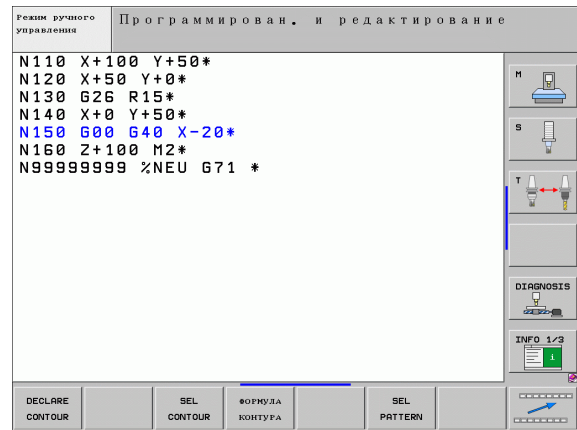 Режим ручного
управления
Программирован. и редактирование
N110 X+100 Y+50*
N120 X+50 Y+0*
N130 G26 R15*
N140 X+0 Y+50*
N150 G00 G40 X-20*
N160 Z+100 M2*
N99999999 %NEU G71 *
M
S
T
DIAGNOSIS
INFO 1/3
i
DECLARE
CONTOUR
SEL
CONTOUR
ФОРМУЛА
КОНТУРА
SEL
PATTERN